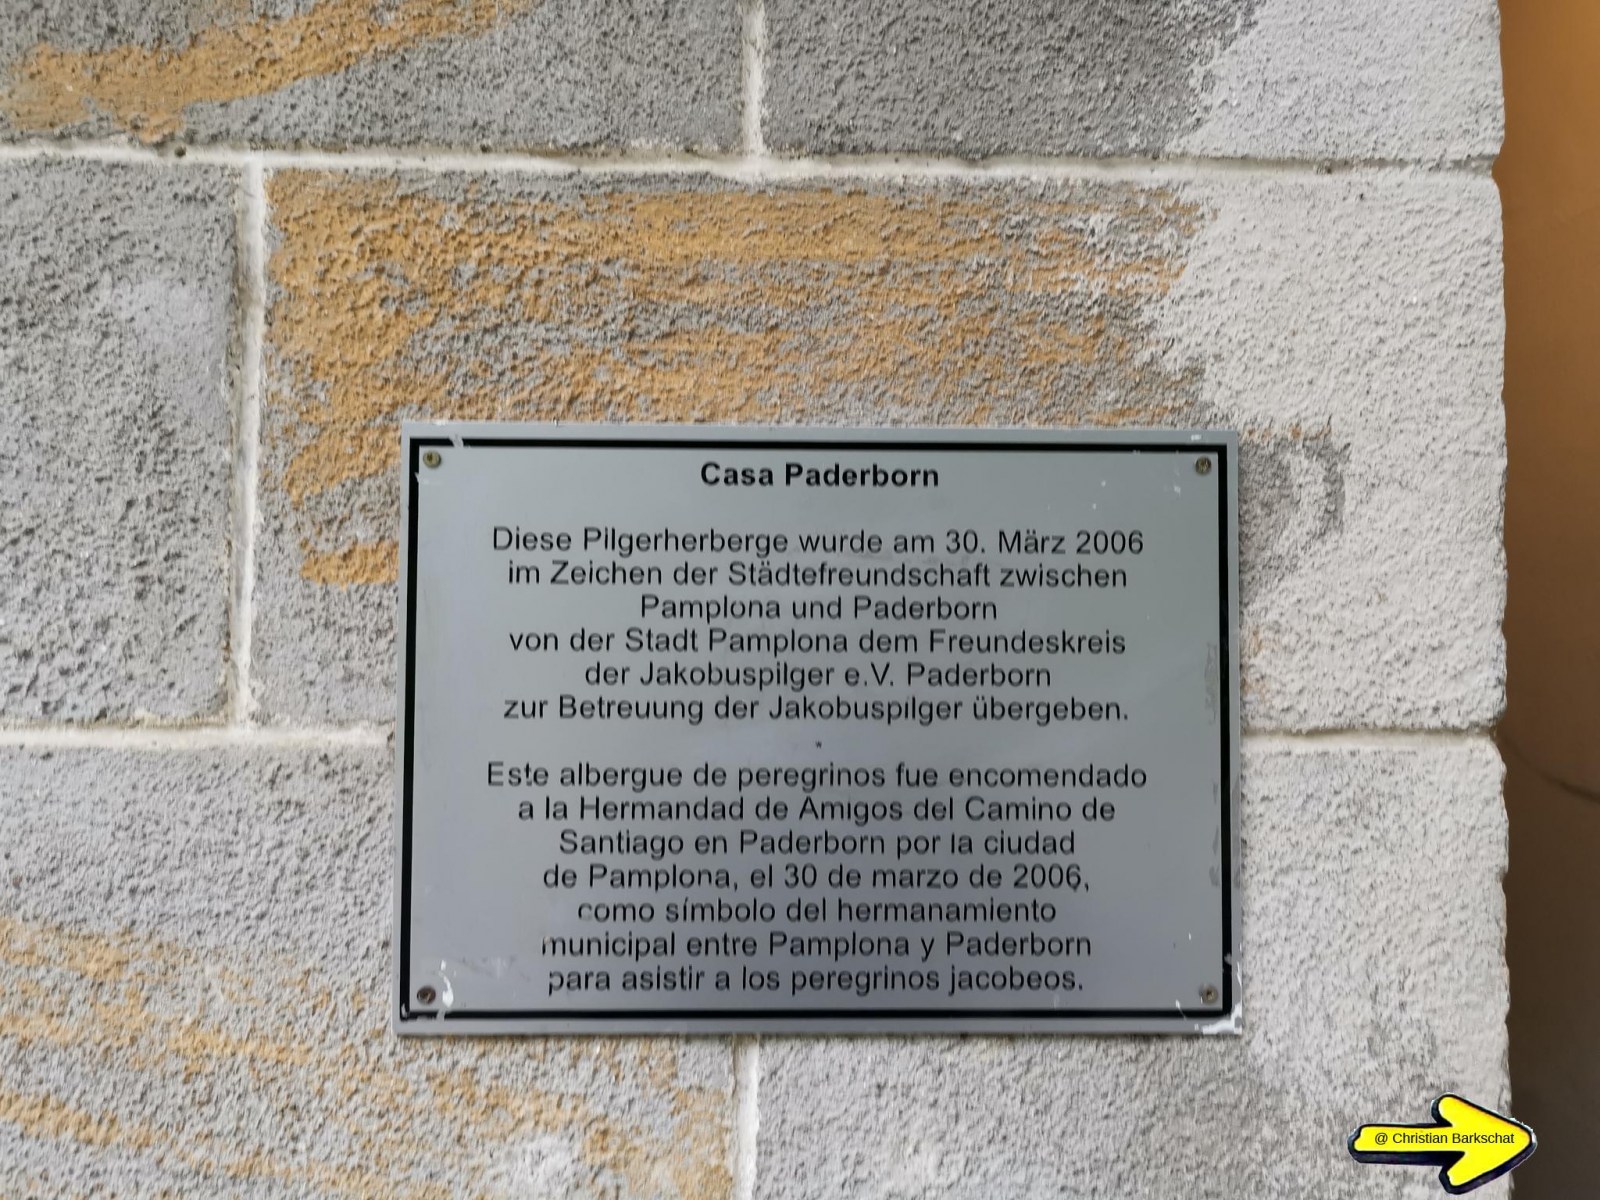 Casa Paderborn
Diese Pilgerherberge wurde am 30. März 2006
im Zeichen der Städtefreundschaft zwischen
Pamplona und Paderborn
von der Stadt Pamplona dem Freundeskreis
der Jakobuspilger e.V. Paderborn
zur Betreuung der Jakobuspilger übergeben.
*
Este albergue de peregrinos fue encomendado
a la Hermandad de Amigos del Camino de
Santiago en Paderborn por la ciudad
de Pamplona, el 30 de marzo de 2006,
como símbolo del hermanamiento
municipal entre Pamplona y Paderborn
para asistir a los peregrinos jacobeos.
@ Christian Barkschat